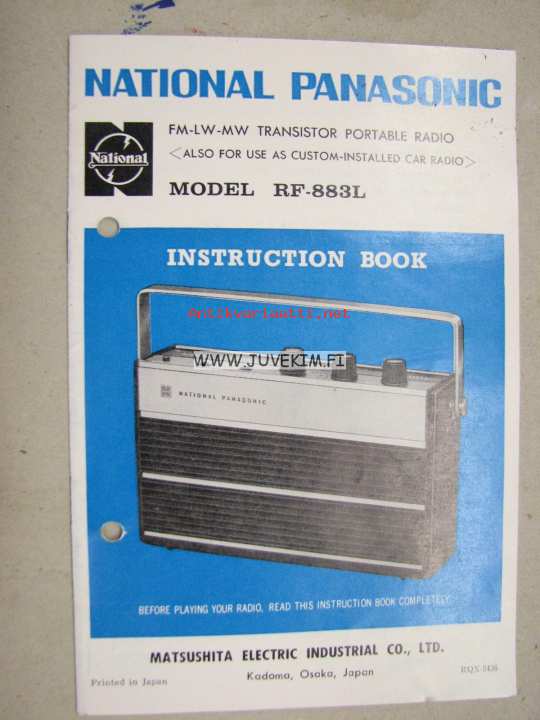 NATIONAL PANASONIC
National
FM-LW-MW TRANSISTOR PORTABLE RADIO
<ALSO FOR USE AS CUSTOM-INSTALLED CAR RADIO>
MODEL RF-883L
INSTRUCTION BOOK
antikvariaatti.net
WWW.JUVEKIM.FI
NATIONAL PANASONIC
BEFORE PLAYING YOUR RADIO, READ THIS INSTRUCTION BOOK COMPLETELY
MATSUSHITA ELECTRIC INDUSTRIAL CO., LTD.
Kadoma, Osaka, Japan
Printed in Japan